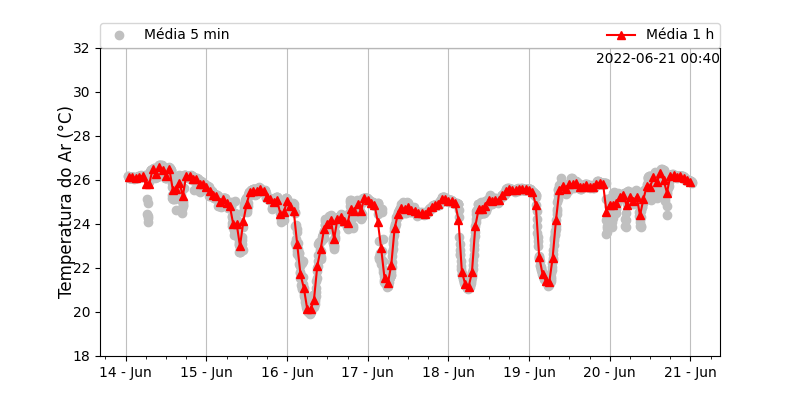 Média 5 min
Média 1 h
2022-06-21 00:40
Temperatura do Ar (°C)
32
30
28
26
24
22
20
18
14 - Jun
15 - Jun
16 - Jun
17 - Jun
18 - Jun
19 - Jun
20 - Jun
21 - Jun